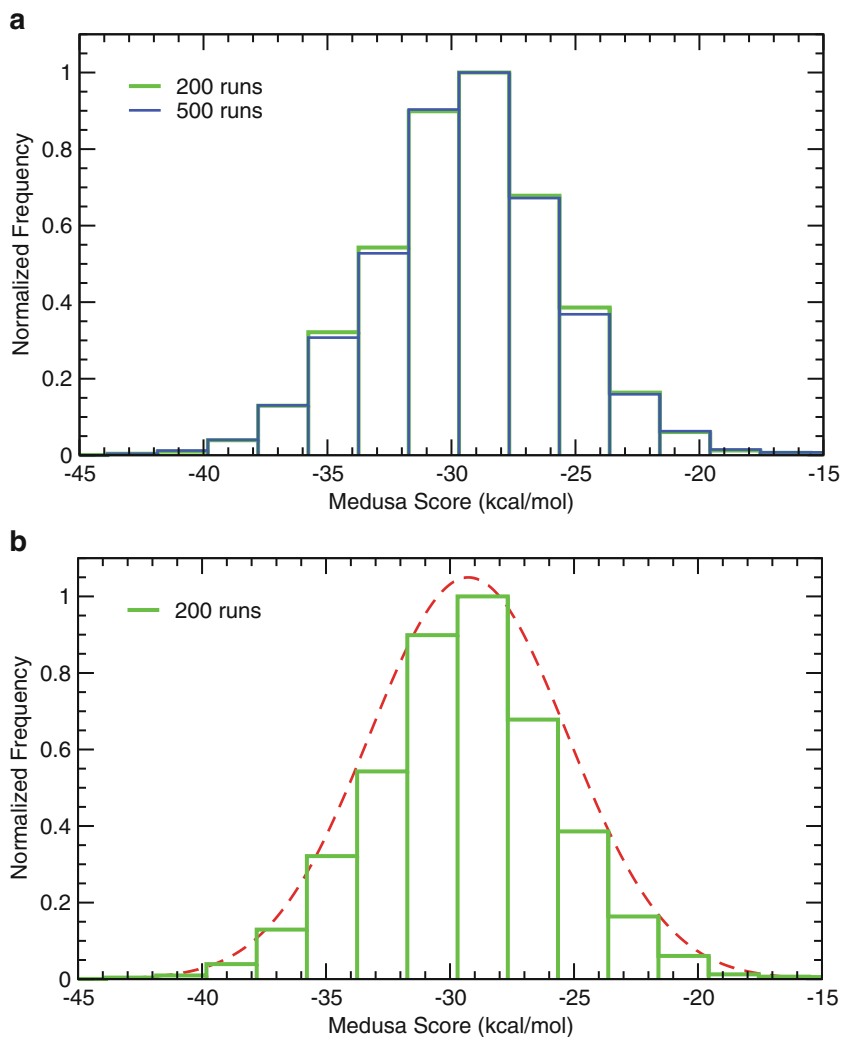 a
200 runs
500 runs
Normalized Frequency
1
0.8
0.6
0.4
0.2
0
-45 -40 -35 -30 -25 -20 -15
Medusa Score (kcal/mol)
b
200 runs
Normalized Frequency
1
0.8
0.6
0.4
0.2
0
-45 -40 -35 -30 -25 -20 -15
Medusa Score (kcal/mol)